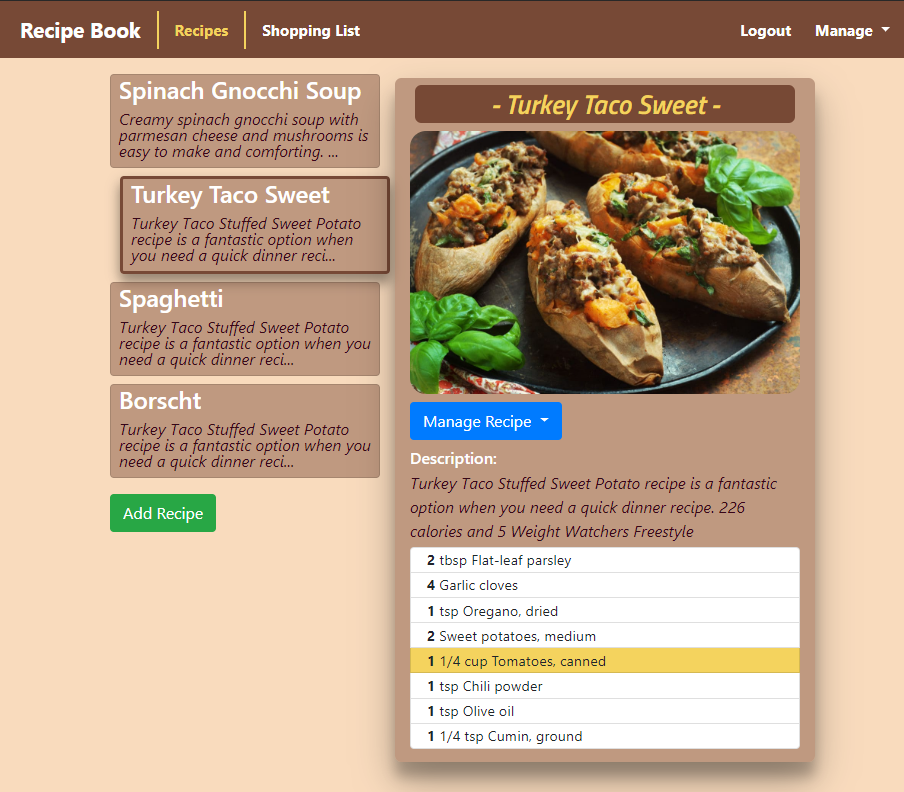 Recipe Book Recipes Shopping List Logout Manage
Spinach Gnocchi Soup
Creamy spinach gnocchi soup with
parmesan cheese and mushrooms is
easy to make and comforting. ...
Turkey Taco Sweet
Turkey Taco Stuffed Sweet Potato
recipe is a fantastic option when
you need a quick dinner reci...
Spaghetti
Turkey Taco Stuffed Sweet Potato
recipe is a fantastic option when you
need a quick dinner reci...
Borscht
Turkey Taco Stuffed Sweet Potato
recipe is a fantastic option when you
need a quick dinner reci...
Add Recipe
- Turkey Taco Sweet -
Manage Recipe
Description:
Turkey Taco Stuffed Sweet Potato recipe is a fantastic
option when you need a quick dinner recipe. 226
calories and 5 Weight Watchers Freestyle
2 tbsp Flat-leaf parsley
4 Garlic cloves
1 tsp Oregano, dried
2 Sweet potatoes, medium
1 1/4 cup Tomatoes, canned
1 tsp Chili powder
1 tsp Olive oil
1 1/4 tsp Cumin, ground